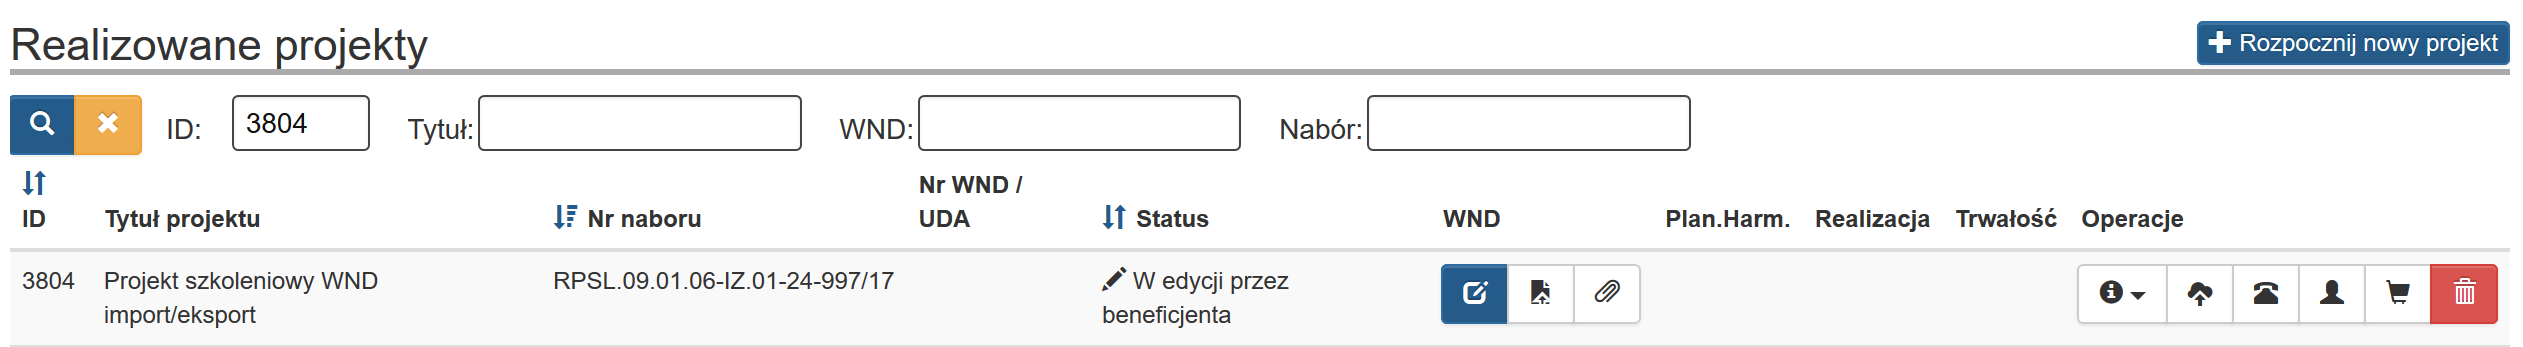 Realizowane projekty
Rozpocznij nowy projekt
ID: 3804 Tytuł: WND: Nabór:
ID Tytuł projektu Nr naboru Nr WND / UDA Status WND Plan.Harm. Realizacja Trwałość Operacje
3804 Projekt szkoleniowy WND RPSL.09.01.06-IZ.01-24-997/17 W edycji przez
import/eksport beneficjenta